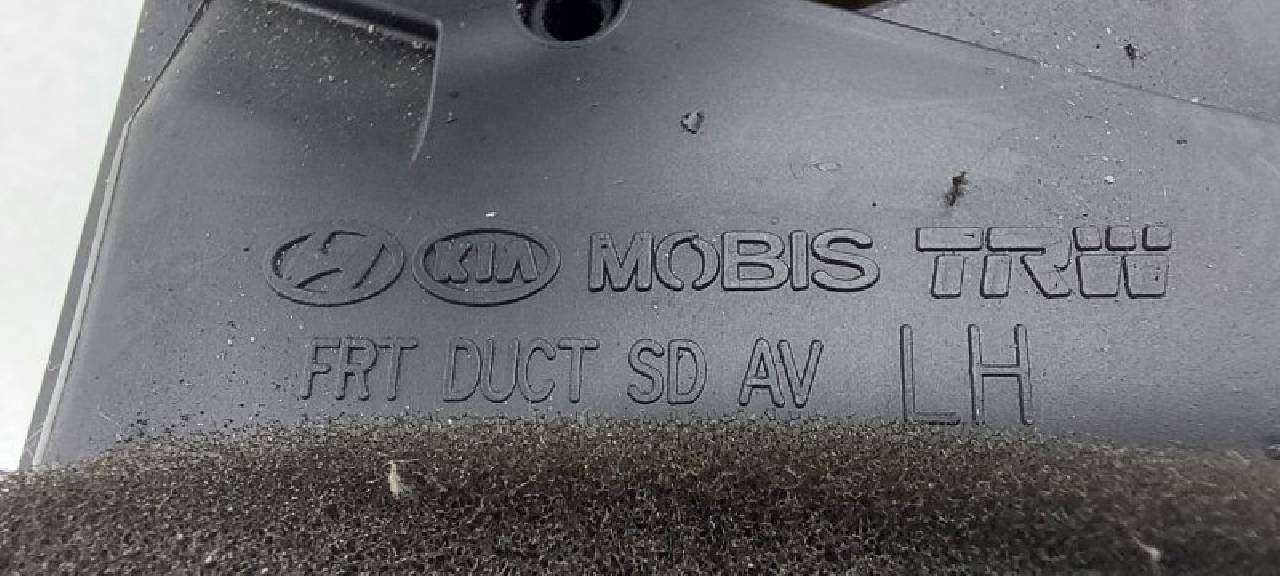 KIA MOBIS TRW
FRT DUCT SD AV LH